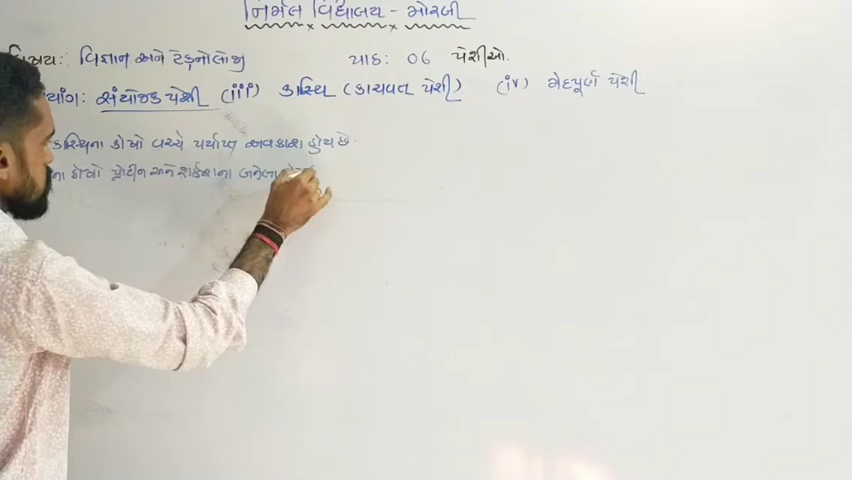 નિર્મલ વિદ્યાલય - મોરબી
વિષય: વિજ્ઞાન અને ટેકનોલોજી પાઠ: 06 પેશીઓ.
સંયોજક પેશી (iii) કાસ્થિ (કાચવત્ પેશી) (iv) મેદપૂર્ણ પેશી
કાસ્થિના કોષો વચ્ચે પર્યાપ્ત અવકાશ હોય છે.
ના કોષો પ્રોટીન અને શર્કરાના બનેલા